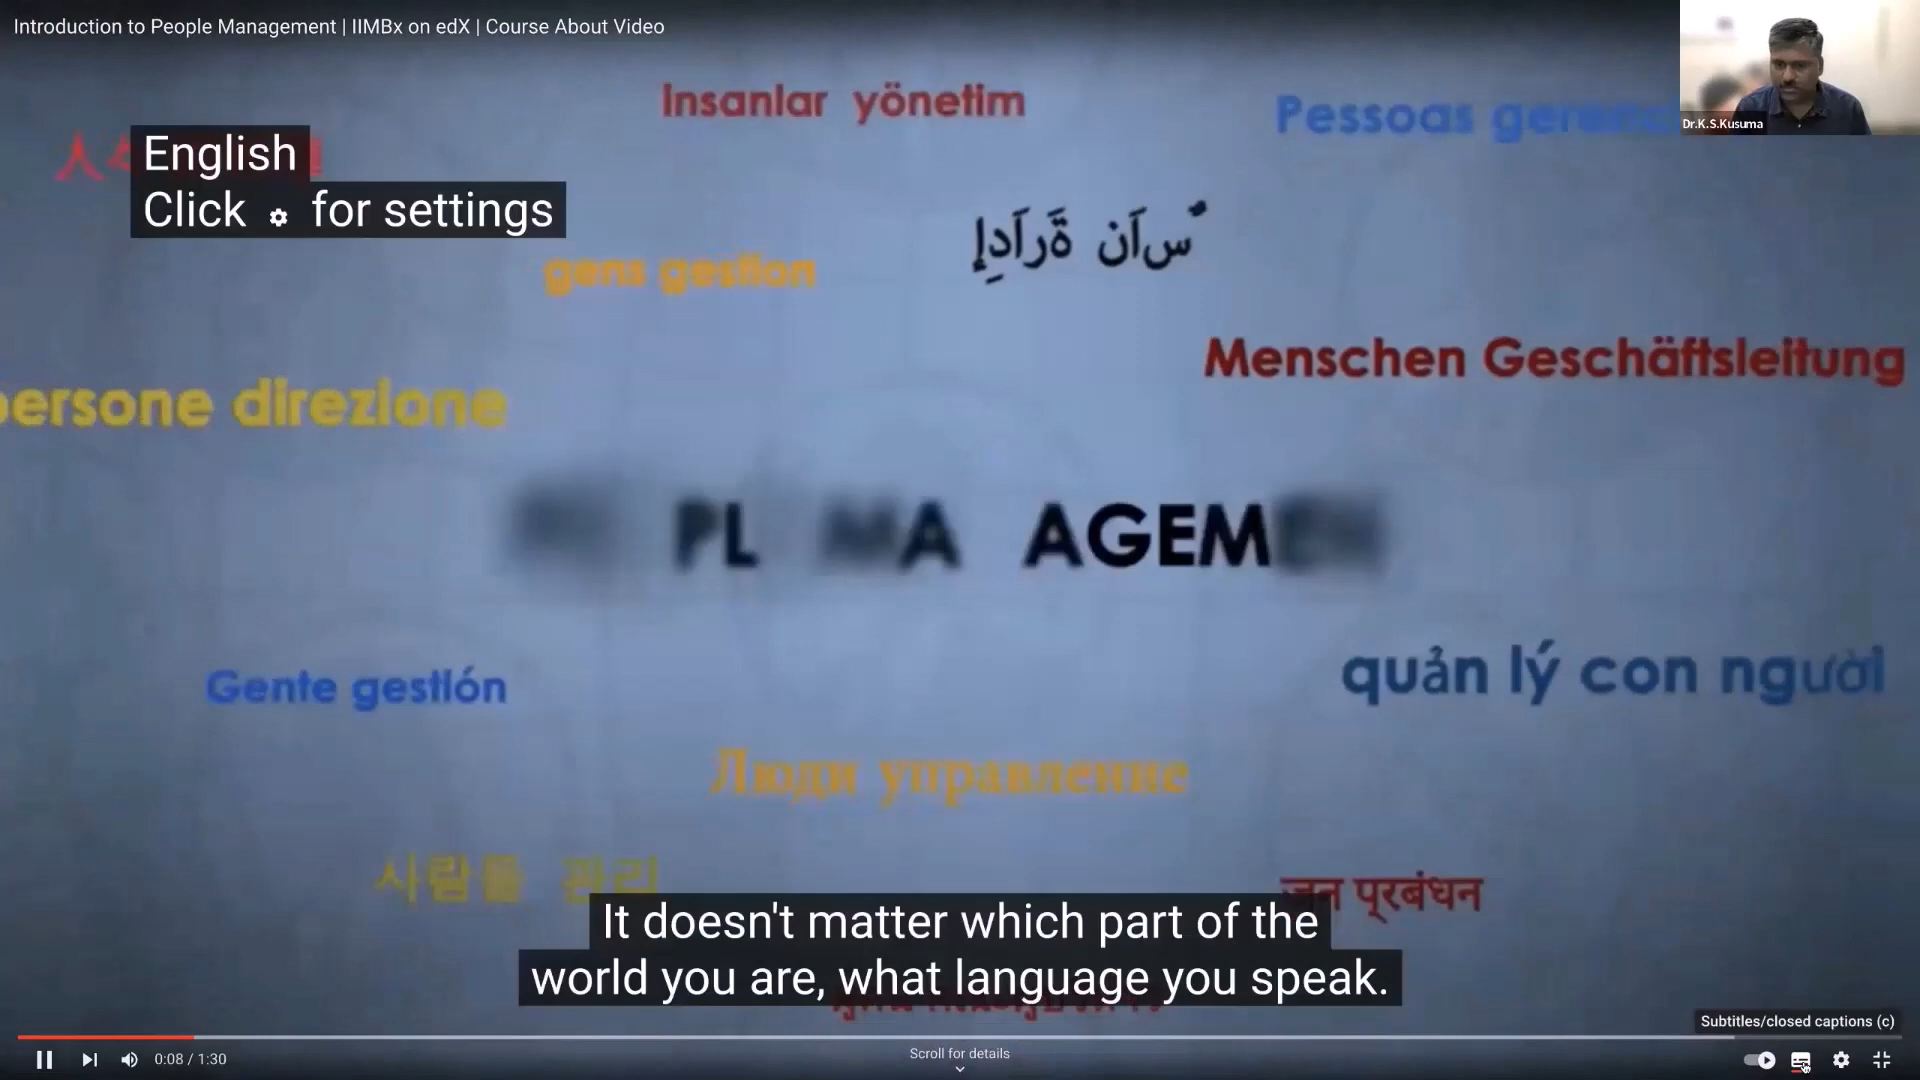 Introduction to People Management | IIMBx on edX | Course About Video
Dr.K.S.Kusuma
Insanlar yönetim
Pessoas
English
Click for settings
إِدَارَة نَاس
gens gestion
Menschen Geschäftsleitung
persone direzione
PL MA AGEM
Gente gestión
quản lý con người
Люди управление
사람들 관리
जन प्रबंधन
It doesn't matter which part of the
world you are, what language you speak.
Subtitles/closed captions (c)
0:08 / 1:30
Scroll for details